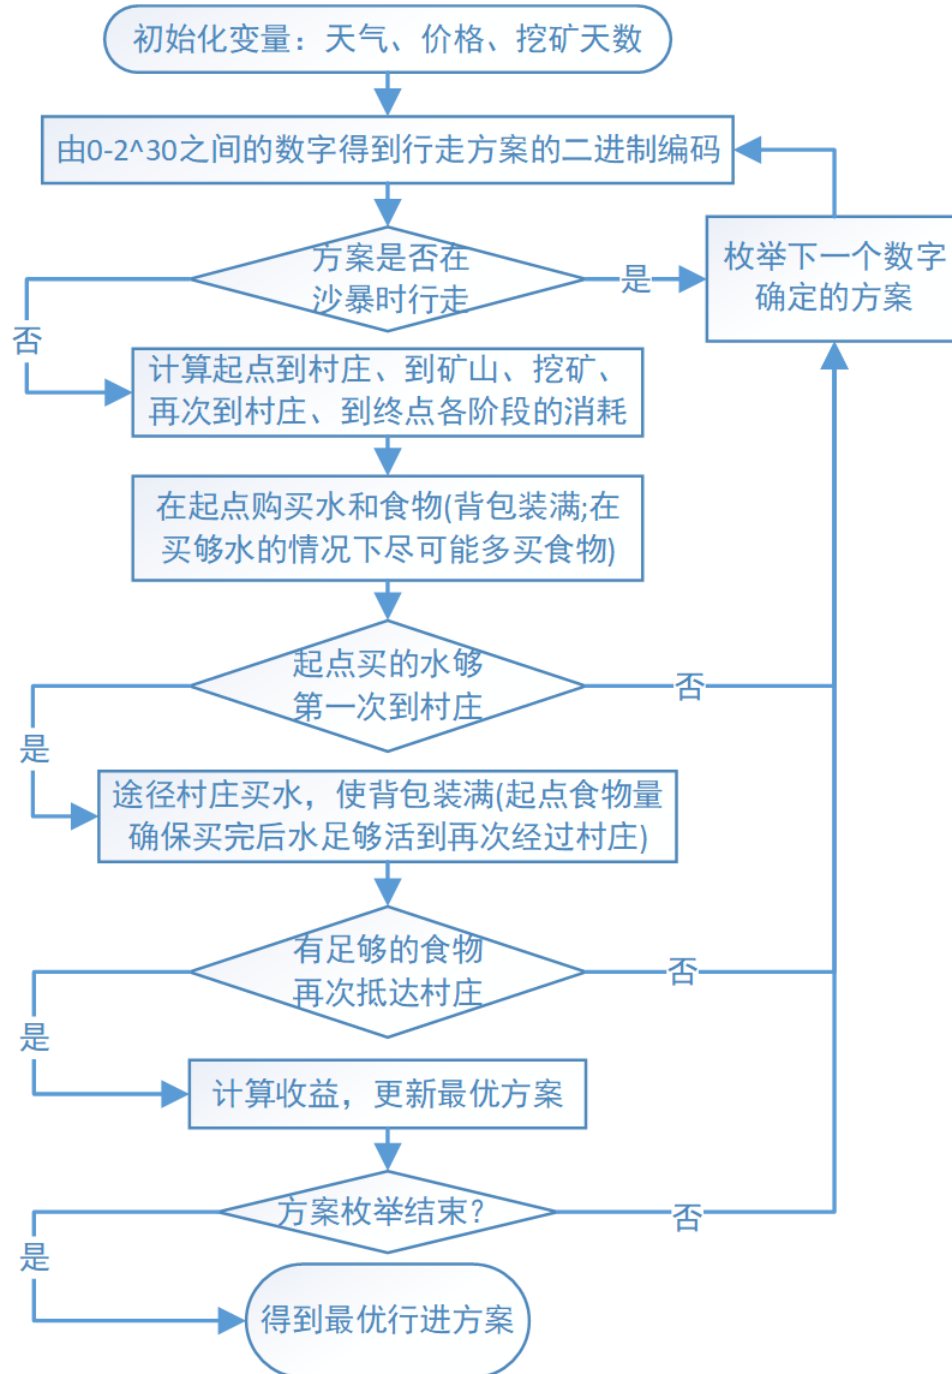 初始化变量：天气、价格、挖矿天数
由0-2^30之间的数字得到行走方案的二进制编码
方案是否在
沙暴时行走
是
枚举下一个数字
确定的方案
否
计算起点到村庄、到矿山、挖矿、
再次到村庄、到终点各阶段的消耗
在起点购买水和食物(背包装满;在
买够水的情况下尽可能多买食物)
起点买的水够
第一次到村庄
否
是
途径村庄买水，使背包装满(起点食物量
确保买完后水足够活到再次经过村庄)
有足够的食物
再次抵达村庄
否
是
计算收益，更新最优方案
方案枚举结束？
否
是
得到最优行进方案